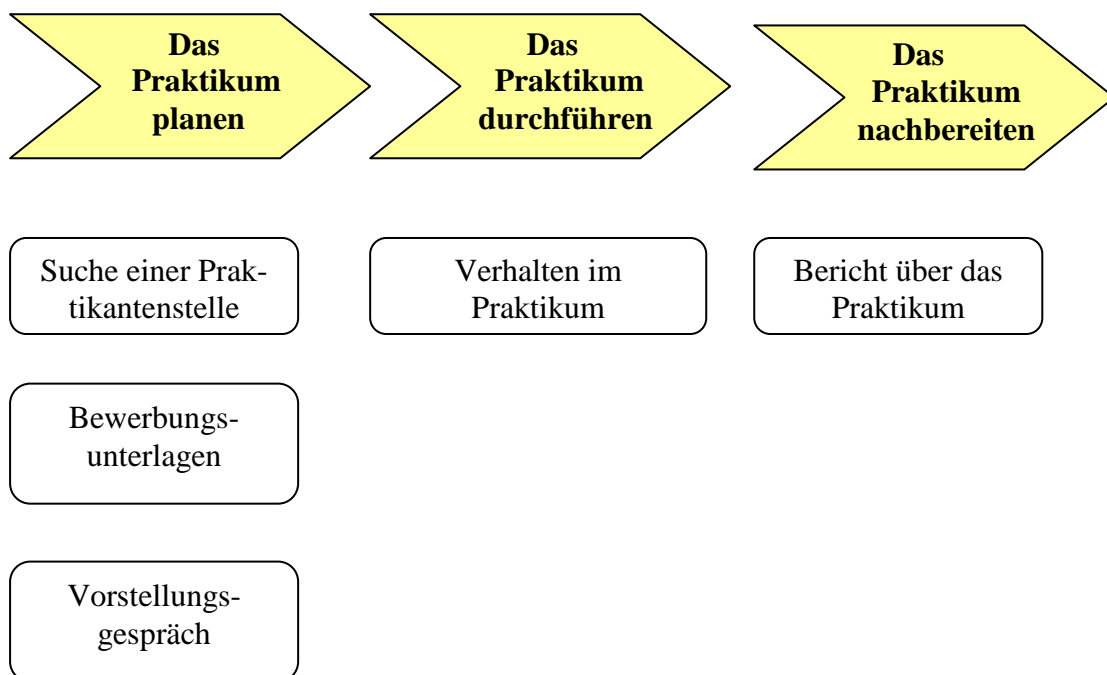 Das
Praktikum
planen
Das
Praktikum
durchführen
Das
Praktikum
nachbereiten
Suche einer Prak-
tikantenstelle
Verhalten im
Praktikum
Bericht über das
Praktikum
Bewerbungs-
unterlagen
Vorstellungs-
gespräch